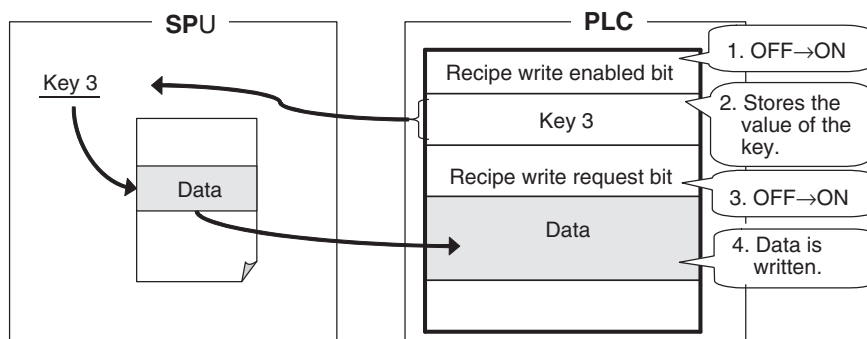 SPU
PLC
Key 3
Data
Recipe write enabled bit
Key 3
Recipe write request bit
Data
1. OFF→ON
2. Stores the
value of the
key.
3. OFF→ON
4. Data is
written.